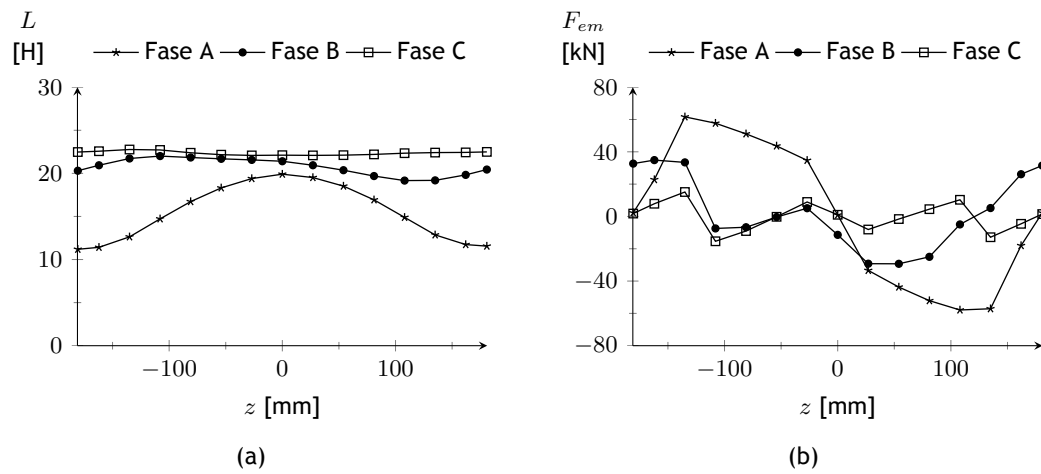 L
[H]
Fase A Fase B Fase C
30
20
10
0
−100 0 100
z [mm]
(a)
F_em
[kN]
Fase A Fase B Fase C
80
40
0
−40
−80
−100 0 100
z [mm]
(b)